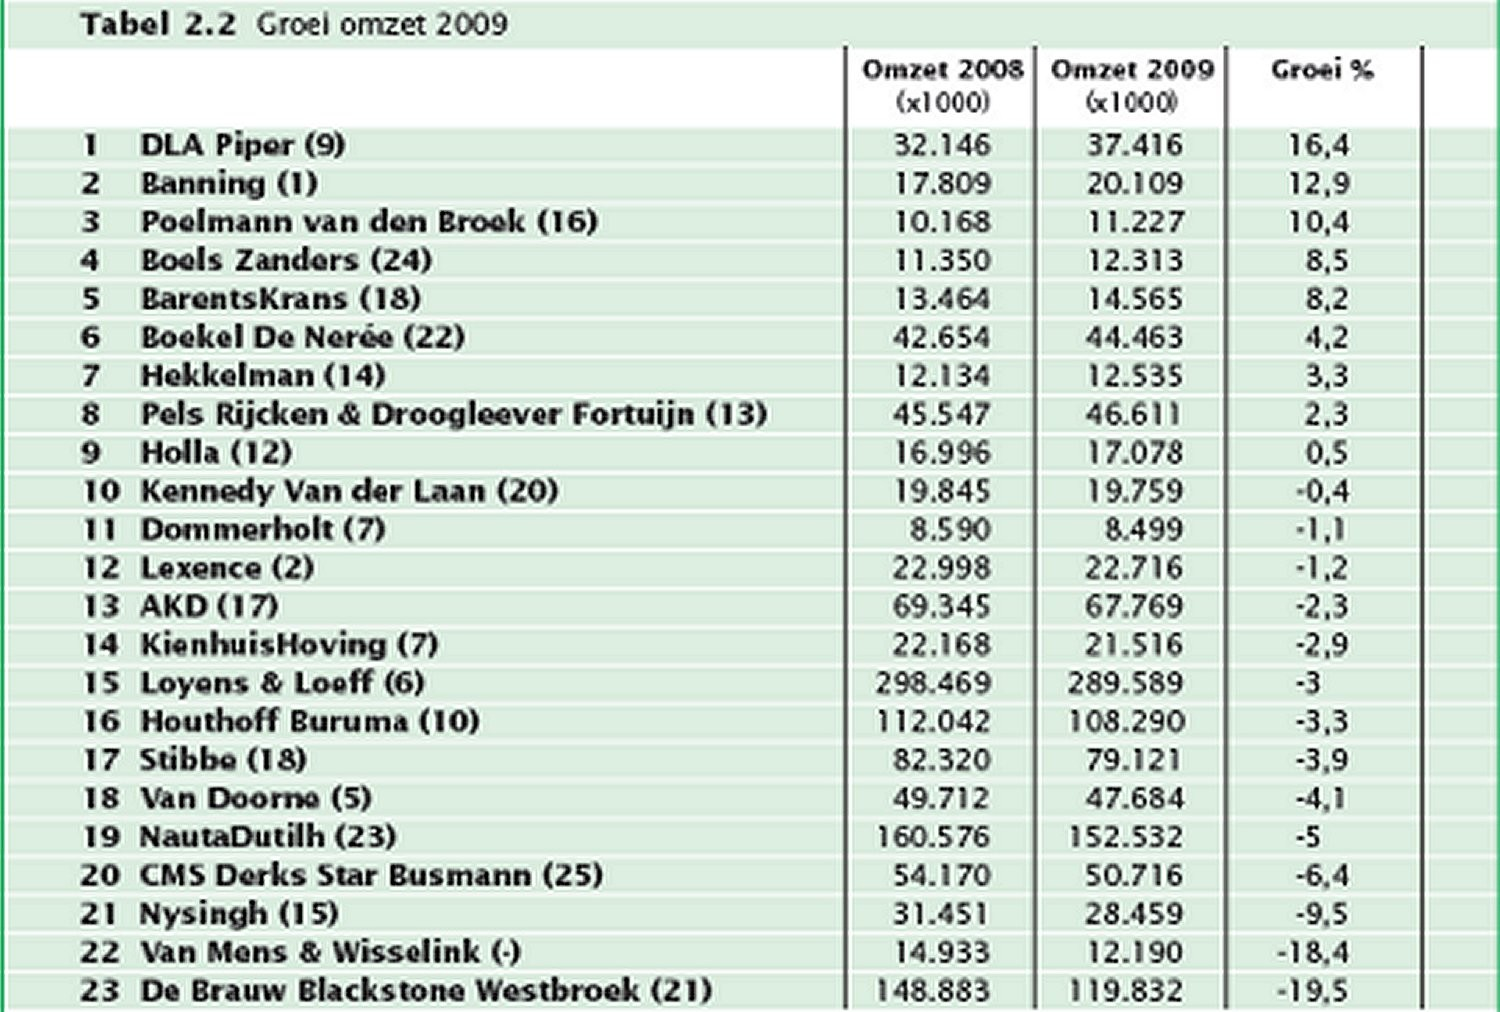 Tabel 2.2 Groei omzet 2009
Omzet 2008 Omzet 2009 Groei %
(x1000) (x1000)
1 DLA Piper (9) 32.146 37.416 16,4
2 Banning (1) 17.809 20.109 12,9
3 Poelmann van den Broek (16) 10.168 11.227 10,4
4 Boels Zanders (24) 11.350 12.313 8,5
5 BarentsKrans (18) 13.464 14.565 8,2
6 Boekel De Nerée (22) 42.654 44.463 4,2
7 Hekkelman (14) 12.134 12.535 3,3
8 Pels Rijcken & Droogleever Fortuijn (13) 45.547 46.611 2,3
9 Holla (12) 16.996 17.078 0,5
10 Kennedy Van der Laan (20) 19.845 19.759 -0,4
11 Dommerholt (7) 8.590 8.499 -1,1
12 Lexence (2) 22.998 22.716 -1,2
13 AKD (17) 69.345 67.769 -2,3
14 KienhuisHoving (7) 22.168 21.516 -2,9
15 Loyens & Loeff (6) 298.469 289.589 -3
16 Houthoff Buruma (10) 112.042 108.290 -3,3
17 Stibbe (18) 82.320 79.121 -3,9
18 Van Doorne (5) 49.712 47.684 -4,1
19 NautaDutilh (23) 160.576 152.532 -5
20 CMS Derks Star Busmann (25) 54.170 50.716 -6,4
21 Nysingh (15) 31.451 28.459 -9,5
22 Van Mens & Wisselink (-) 14.933 12.190 -18,4
23 De Brauw Blackstone Westbroek (21) 148.883 119.832 -19,5